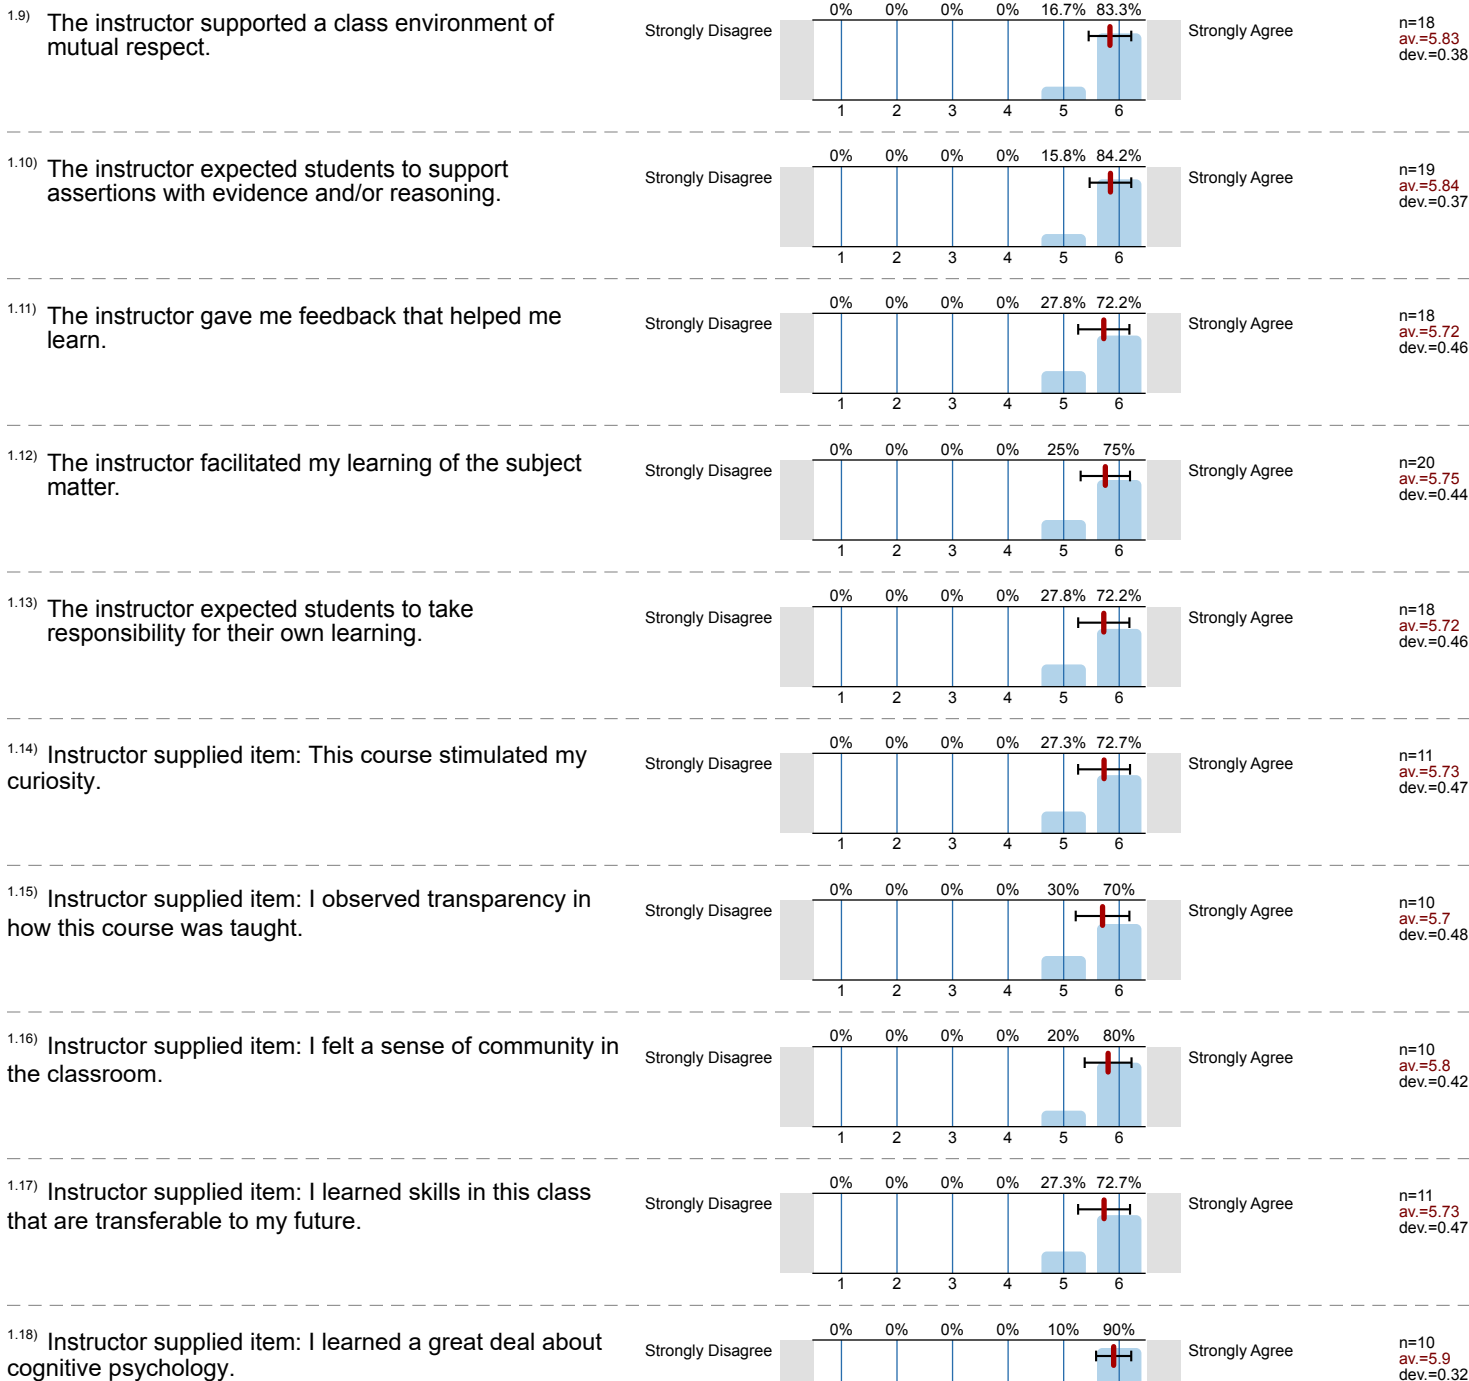 1.9) The instructor supported a class environment of
mutual respect.
Strongly Disagree
0% 0% 0% 0% 16.7% 83.3%
1 2 3 4 5 6
Strongly Agree
n=18
av.=5.83
dev.=0.38
1.10) The instructor expected students to support
assertions with evidence and/or reasoning.
Strongly Disagree
0% 0% 0% 0% 15.8% 84.2%
1 2 3 4 5 6
Strongly Agree
n=19
av.=5.84
dev.=0.37
1.11) The instructor gave me feedback that helped me
learn.
Strongly Disagree
0% 0% 0% 0% 27.8% 72.2%
1 2 3 4 5 6
Strongly Agree
n=18
av.=5.72
dev.=0.46
1.12) The instructor facilitated my learning of the subject
matter.
Strongly Disagree
0% 0% 0% 0% 25% 75%
1 2 3 4 5 6
Strongly Agree
n=20
av.=5.75
dev.=0.44
1.13) The instructor expected students to take
responsibility for their own learning.
Strongly Disagree
0% 0% 0% 0% 27.8% 72.2%
1 2 3 4 5 6
Strongly Agree
n=18
av.=5.72
dev.=0.46
1.14) Instructor supplied item: This course stimulated my
curiosity.
Strongly Disagree
0% 0% 0% 0% 27.3% 72.7%
1 2 3 4 5 6
Strongly Agree
n=11
av.=5.73
dev.=0.47
1.15) Instructor supplied item: I observed transparency in
how this course was taught.
Strongly Disagree
0% 0% 0% 0% 30% 70%
1 2 3 4 5 6
Strongly Agree
n=10
av.=5.7
dev.=0.48
1.16) Instructor supplied item: I felt a sense of community in
the classroom.
Strongly Disagree
0% 0% 0% 0% 20% 80%
1 2 3 4 5 6
Strongly Agree
n=10
av.=5.8
dev.=0.42
1.17) Instructor supplied item: I learned skills in this class
that are transferable to my future.
Strongly Disagree
0% 0% 0% 0% 27.3% 72.7%
1 2 3 4 5 6
Strongly Agree
n=11
av.=5.73
dev.=0.47
1.18) Instructor supplied item: I learned a great deal about
cognitive psychology.
Strongly Disagree
0% 0% 0% 0% 10% 90%
Strongly Agree
n=10
av.=5.9
dev.=0.32